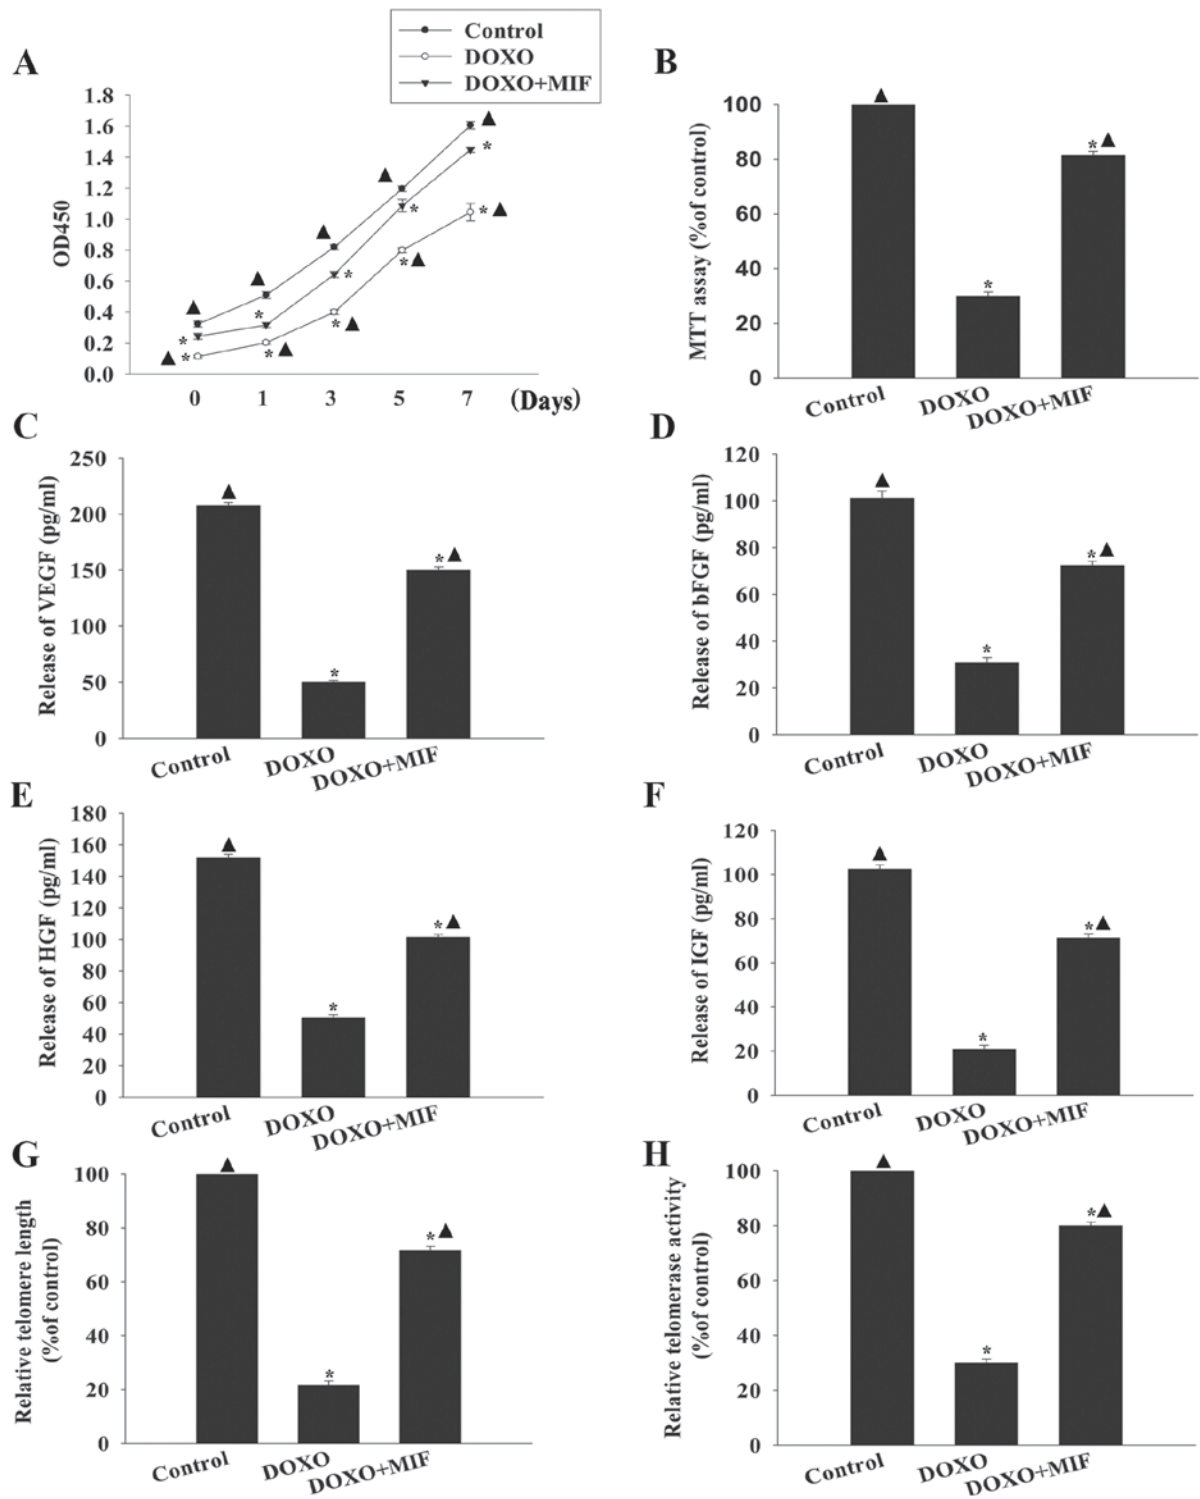 Control
DOXO
DOXO+MIF
A
1.8
1.6
1.4
1.2
1.0
0.8
0.6
0.4
0.2
0.0
OD450
0 1 3 5 7 (Days)
▲ ▲ ▲ ▲ ▲
* * * * *
▲* *▲ *▲ *▲ *▲
B
100
80
60
40
20
0
MTT assay (%of control)
▲ * *▲
Control DOXO DOXO+MIF
C
250
200
150
100
50
0
Release of VEGF (pg/ml)
▲ * *▲
Control DOXO DOXO+MIF
D
120
100
80
60
40
20
0
Release of bFGF (pg/ml)
▲ * *▲
Control DOXO DOXO+MIF
E
180
160
140
120
100
80
60
40
20
0
Release of HGF (pg/ml)
▲ * *▲
Control DOXO DOXO+MIF
F
120
100
80
60
40
20
0
Release of IGF (pg/ml)
▲ * *▲
Control DOXO DOXO+MIF
G
100
80
60
40
20
0
Relative telomere length
(%of control)
▲ * *▲
Control DOXO DOXO+MIF
H
100
80
60
40
20
0
Relative telomerase activity
(%of control)
▲ * *▲
Control DOXO DOXO+MIF